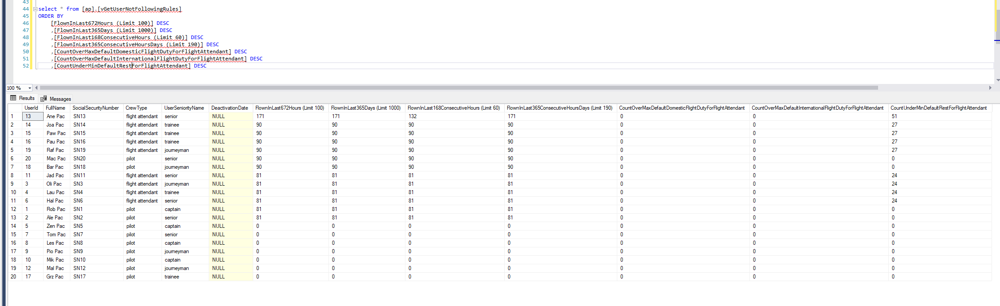 43
44 select * from [ap].[vGetUserNotFollowingRules]
45 ORDER BY
46 [FlownInLast672Hours (Limit 100)] DESC
47 ,[FlownInLast365Days (Limit 1000)] DESC
48 ,[FlownInLast168ConsecutiveHours (Limit 60)] DESC
49 ,[FlownInLast365ConsecutiveHoursDays (Limit 190)] DESC
50 ,[CountOverMaxDefaultDomesticFlightDutyForFlightAttendant] DESC
51 ,[CountOverMaxDefaultInternationalFlightDutyForFlightAttendant] DESC
52 ,[CountUnderMinDefaultRestForFlightAttendant] DESC
100 %
Results Messages
UserId FullName SocialSecurityNumber CrewType UserSeniorityName DeactivationDate FlownInLast672Hours (Limit 100) FlownInLast365Days (Limit 1000) FlownInLast168ConsecutiveHours (Limit 60) FlownInLast365ConsecutiveHoursDays (Limit 190) CountOverMaxDefaultDomesticFlightDutyForFlightAttendant CountOverMaxDefaultInternationalFlightDutyForFlightAttendant CountUnderMinDefaultRestForFlightAttendant
1 13 Ane Pac SN13 flight attendant senior NULL 171 171 132 171 0 0 51
2 14 Joa Pac SN14 flight attendant trainee NULL 90 90 90 90 0 0 27
3 15 Paw Pac SN15 flight attendant trainee NULL 90 90 90 90 0 0 27
4 16 Pau Pac SN16 flight attendant trainee NULL 90 90 90 90 0 0 27
5 19 Raf Pac SN19 flight attendant journeyman NULL 90 90 90 90 0 0 27
6 20 Mac Pac SN20 pilot senior NULL 90 90 90 90 0 0 0
7 18 Bar Pac SN18 pilot journeyman NULL 90 90 90 90 0 0 0
8 11 Jad Pac SN11 flight attendant senior NULL 81 81 81 81 0 0 24
9 3 Oli Pac SN3 flight attendant journeyman NULL 81 81 81 81 0 0 24
10 4 Lau Pac SN4 flight attendant trainee NULL 81 81 81 81 0 0 24
11 6 Hal Pac SN6 flight attendant senior NULL 81 81 81 81 0 0 24
12 1 Rob Pac SN1 pilot captain NULL 81 81 81 81 0 0 0
13 2 Ale Pac SN2 pilot senior NULL 81 81 81 81 0 0 0
14 5 Zen Pac SN5 pilot captain NULL 0 0 0 0 0 0 0
15 7 Tom Pac SN7 pilot senior NULL 0 0 0 0 0 0 0
16 8 Les Pac SN8 pilot captain NULL 0 0 0 0 0 0 0
17 9 Pio Pac SN9 pilot journeyman NULL 0 0 0 0 0 0 0
18 10 Mik Pac SN10 pilot captain NULL 0 0 0 0 0 0 0
19 12 Mal Pac SN12 pilot journeyman NULL 0 0 0 0 0 0 0
20 17 Grz Pac SN17 pilot trainee NULL 0 0 0 0 0 0 0